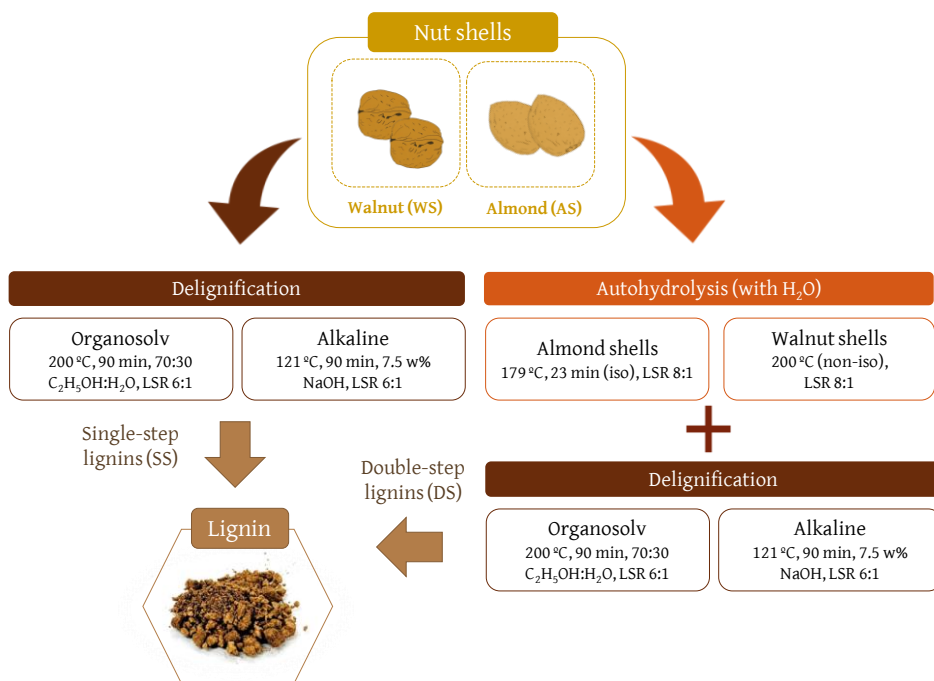 Nut shells
Walnut (WS)
Almond (AS)
Delignification
Organosolv
200 ºC, 90 min, 70:30
C₂H₅OH:H₂O, LSR 6:1
Alkaline
121 ºC, 90 min, 7.5 w%
NaOH, LSR 6:1
Autohydrolysis (with H₂O)
Almond shells
179 ºC, 23 min (iso), LSR 8:1
Walnut shells
200 ºC (non-iso),
LSR 8:1
+
Single-step
lignins (SS)
Double-step
lignins (DS)
Delignification
Organosolv
200 ºC, 90 min, 70:30
C₂H₅OH:H₂O, LSR 6:1
Alkaline
121 ºC, 90 min, 7.5 w%
NaOH, LSR 6:1
Lignin